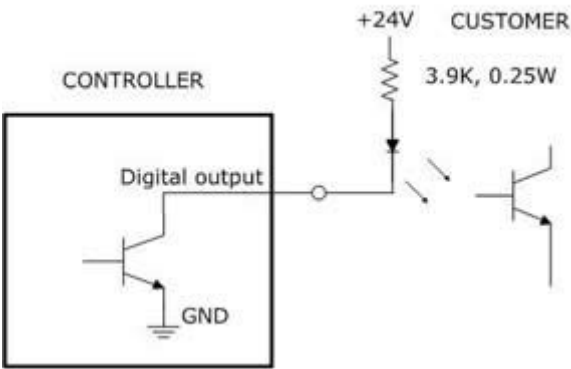 +24V
CUSTOMER
CONTROLLER
3.9K, 0.25W
Digital output
GND